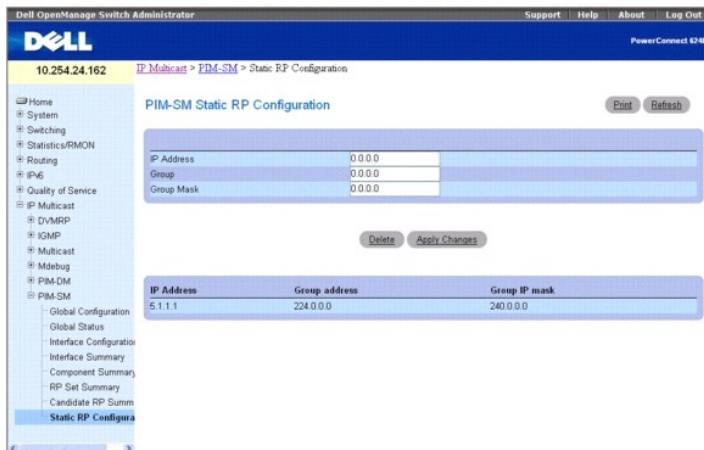 Dell OpenManage Switch Administrator
Support Help About Log Out
DELL
PowerConnect 624
10.254.24.162
IP Multicast > PIM-SM > Static RP Configuration
Home
System
Switching
Statistics/RMON
Routing
IPv6
Quality of Service
IP Multicast
DVMRP
IGMP
Multicast
Mdebug
PIM-DM
PIM-SM
Global Configuration
Global Status
Interface Configuratio
Interface Summary
Component Summary
RP Set Summary
Candidate RP Summ
Static RP Configura
PIM-SM Static RP Configuration
Print Refresh
IP Address 0.0.0.0
Group 0.0.0.0
Group Mask 0.0.0.0
Delete Apply Changes
IP Address Group address Group IP mask
5.1.1.1 224.0.0.0 240.0.0.0